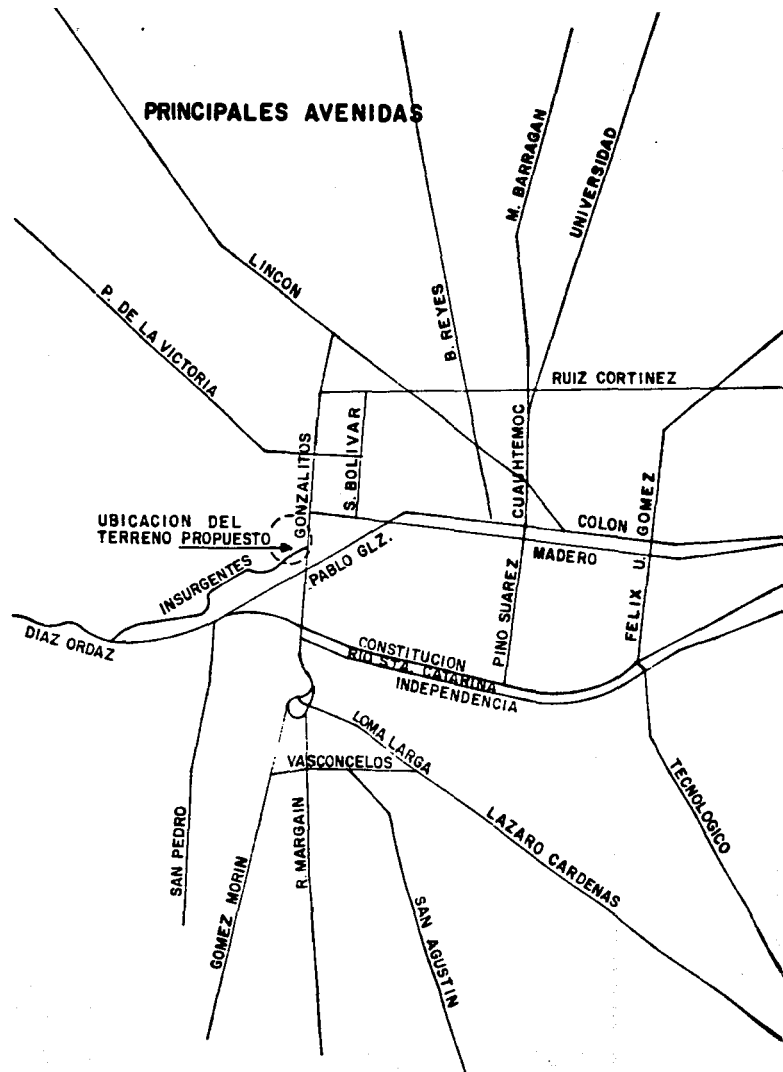 PRINCIPALES AVENIDAS
M. BARRAGAN
UNIVERSIDAD
LINCON
P. DE LA VICTORIA
B. REYES
RUIZ CORTINEZ
GONZALITOS
S. BOLIVAR
CUAUHTEMOC
FELIX U. GOMEZ
UBICACION DEL
TERRENO PROPUESTO
COLON
MADERO
INSURGENTES
PABLO GLZ.
PINO SUAREZ
DIAZ ORDAZ
CONSTITUCION
RIO STA. CATARINA
INDEPENDENCIA
LOMA LARGA
VASCONCELOS
SAN PEDRO
GOMEZ MORIN
R. MARGAIN
SAN AGUSTIN
LAZARO CARDENAS
TECNOLOGICO